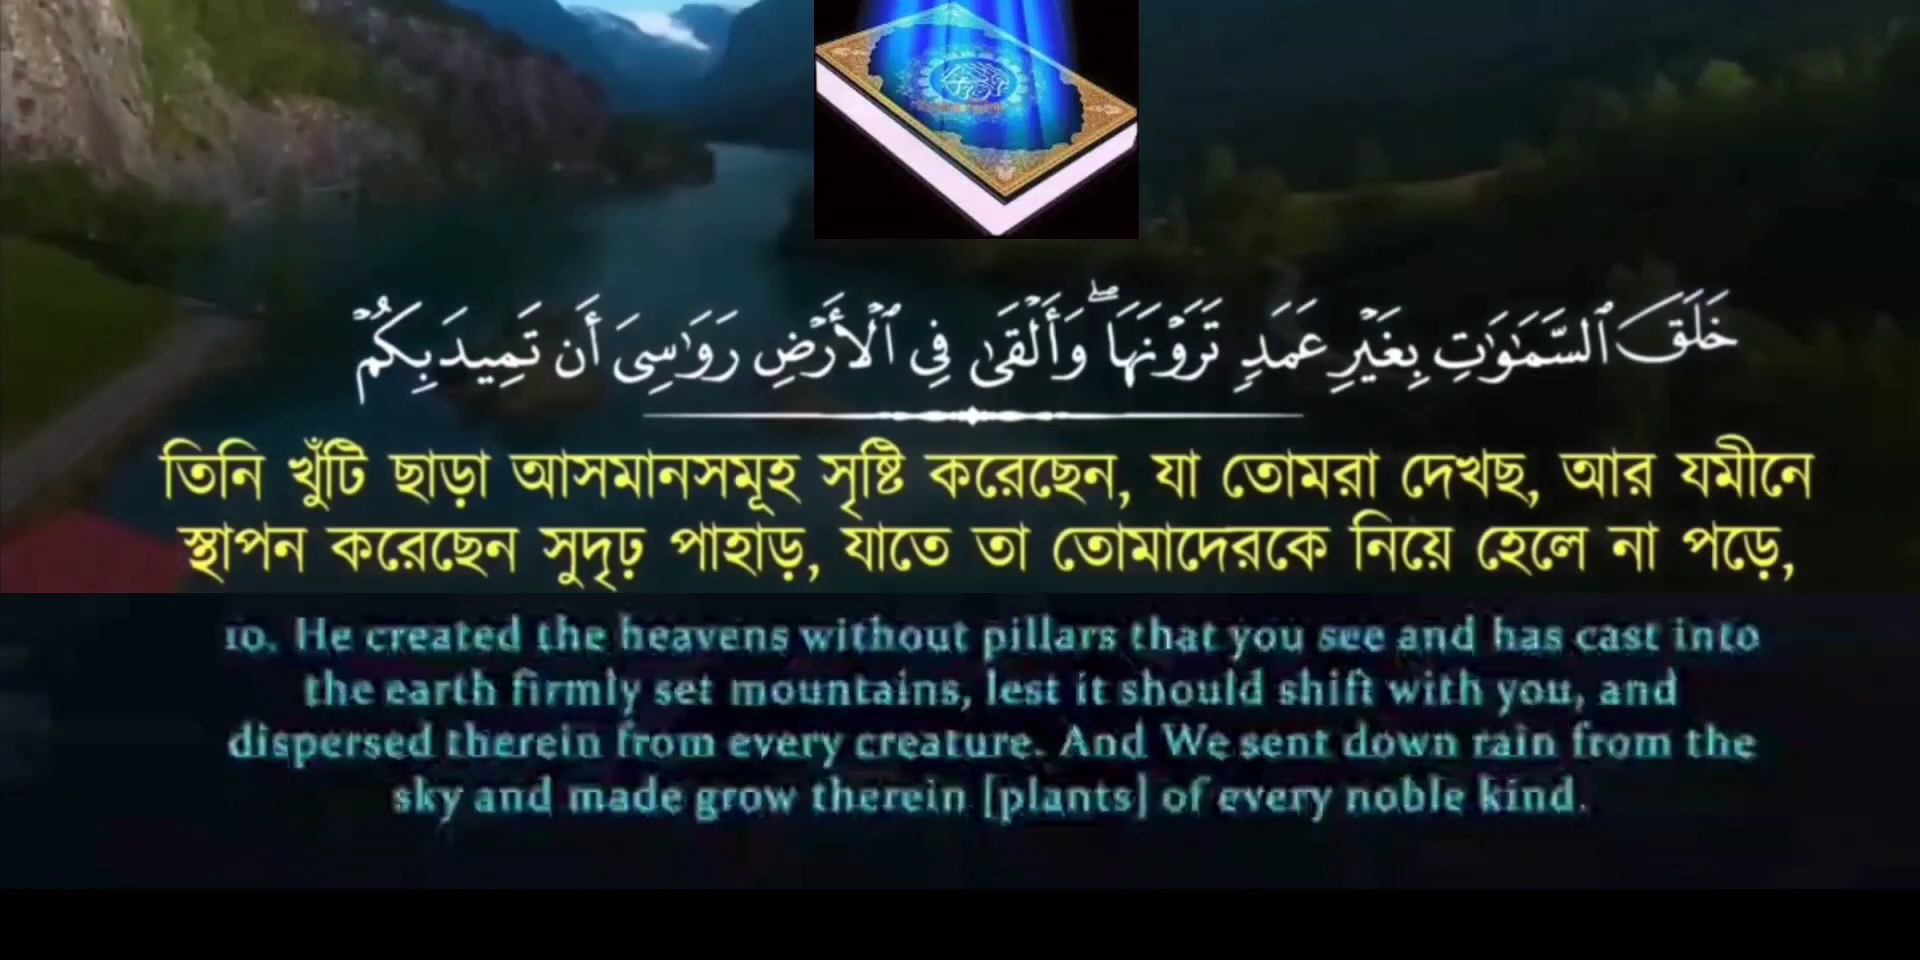 خَلَقَ ٱلسَّمَٰوَٰتِ بِغَيْرِ عَمَدٍ تَرَوْنَهَا ۖ وَأَلْقَىٰ فِى ٱلْأَرْضِ رَوَٰسِىَ أَن تَمِيدَ بِكُمْ
তিনি খুঁটি ছাড়া আসমানসমূহ সৃষ্টি করেছেন, যা তোমরা দেখছ, আর যমীনে
স্থাপন করেছেন সুদৃঢ় পাহাড়, যাতে তা তোমাদেরকে নিয়ে হেলে না পড়ে,
10. He created the heavens without pillars that you see and has cast into
the earth firmly set mountains, lest it should shift with you, and
dispersed therein from every creature. And We sent down rain from the
sky and made grow therein [plants] of every noble kind.